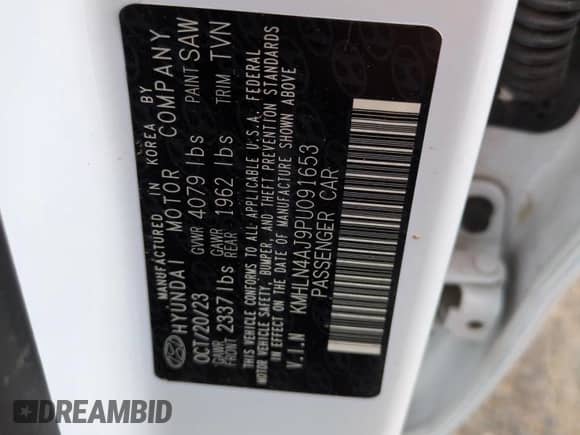 MANUFACTURED IN KOREA BY
HYUNDAI MOTOR COMPANY
OCT/20/23 GVWR 4079 lbs PAINT SAW
GAWR FRONT 2337 lbs GAWR REAR 1962 lbs TRIM TVN
THIS VEHICLE CONFORMS TO ALL APPLICABLE U.S.A. FEDERAL
MOTOR VEHICLE SAFETY, BUMPER, AND THEFT PREVENTION STANDARDS
IN EFFECT ON THE DATE OF MANUFACTURE SHOWN ABOVE
V.I.N KMHLN4AJ9PU091653
PASSENGER CAR
DREAMBID